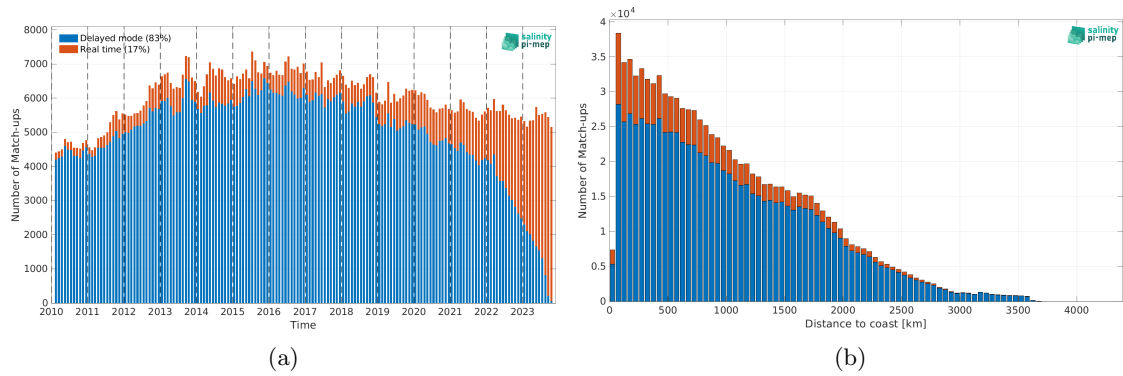 Delayed mode (83%)
Real time (17%)
salinity
pi-mep
Number of Match-ups
8000
7000
6000
5000
4000
3000
2000
1000
0
2010 2011 2012 2013 2014 2015 2016 2017 2018 2019 2020 2021 2022 2023
Time
(a)
×10⁴
salinity
pi-mep
Number of Match-ups
4
3.5
3
2.5
2
1.5
1
0.5
0
0 500 1000 1500 2000 2500 3000 3500 4000
Distance to coast [km]
(b)